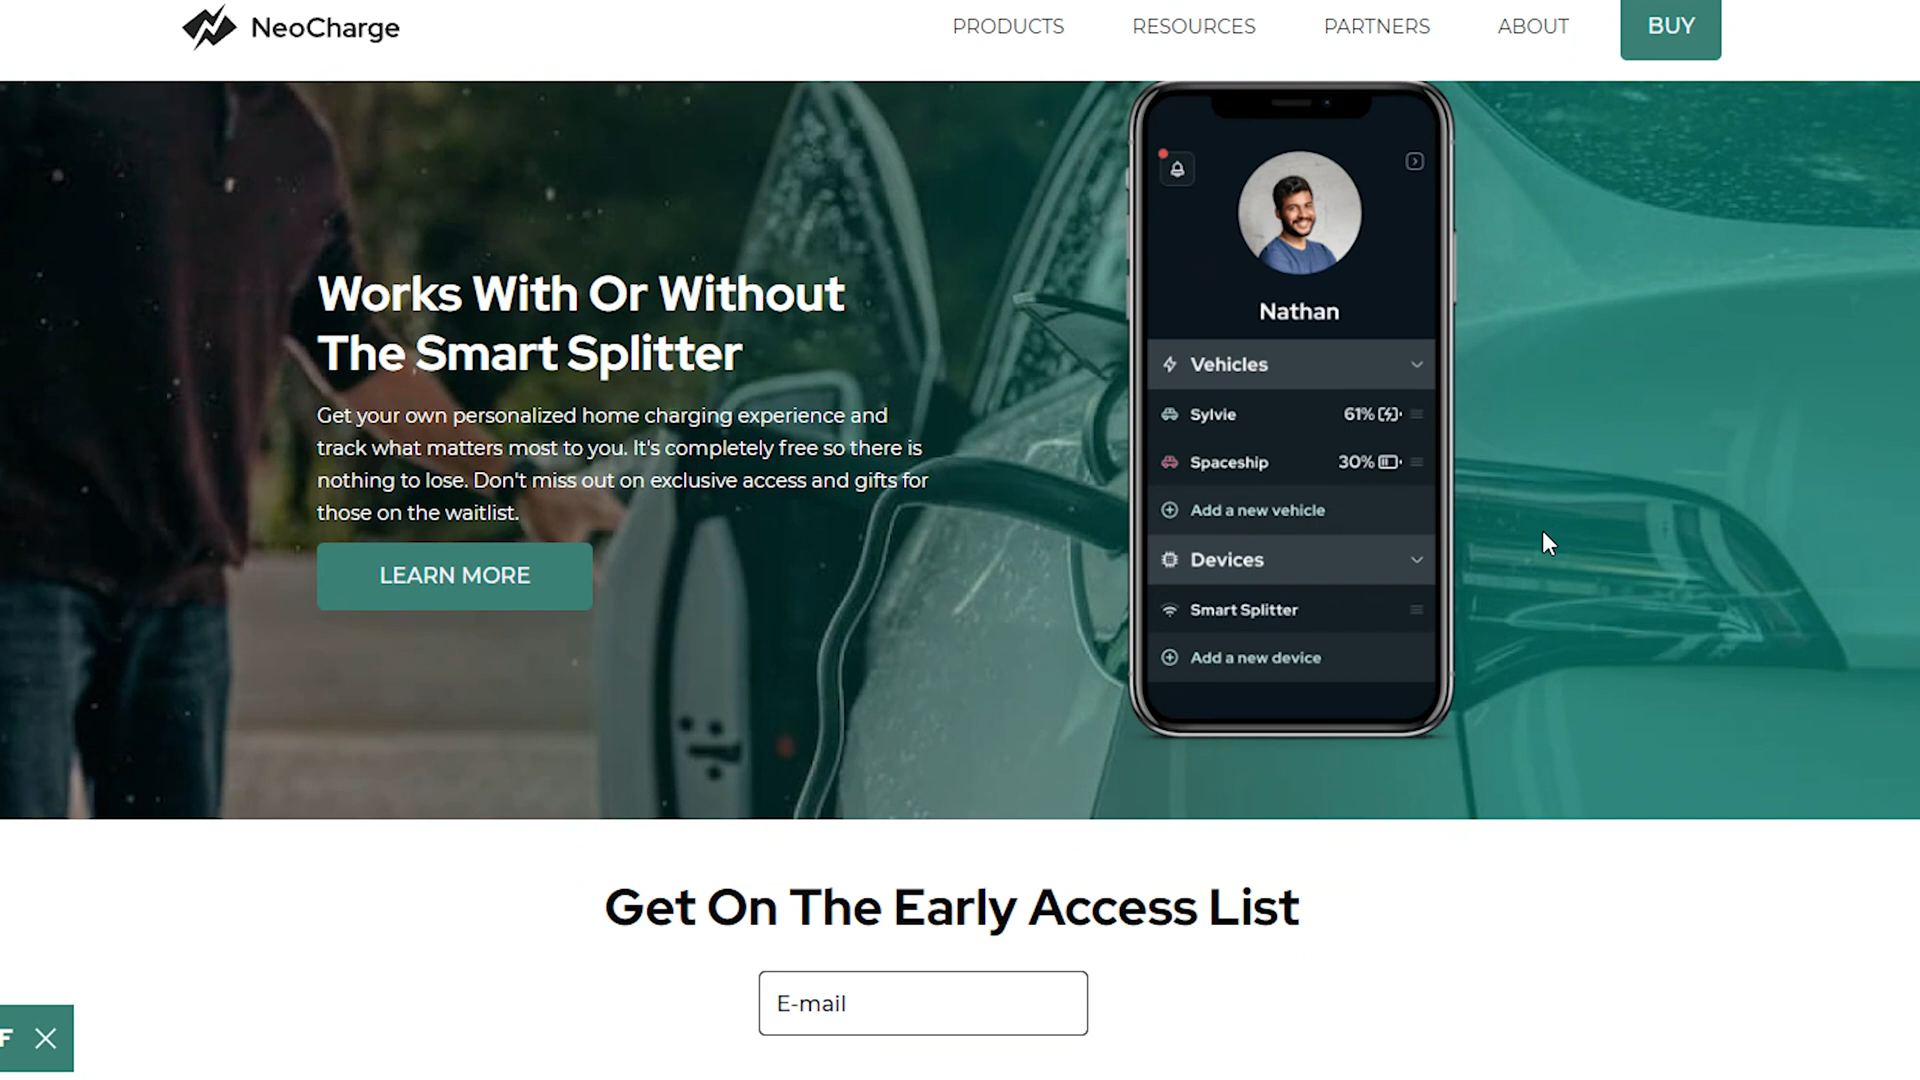 NeoCharge
PRODUCTS
RESOURCES
PARTNERS
ABOUT
BUY
Works With Or Without
The Smart Splitter
Get your own personalized home charging experience and
track what matters most to you. It's completely free so there is
nothing to lose. Don't miss out on exclusive access and gifts for
those on the waitlist.
LEARN MORE
Nathan
Vehicles
Sylvie 61%
Spaceship 30%
Add a new vehicle
Devices
Smart Splitter
Add a new device
Get On The Early Access List
E-mail
F